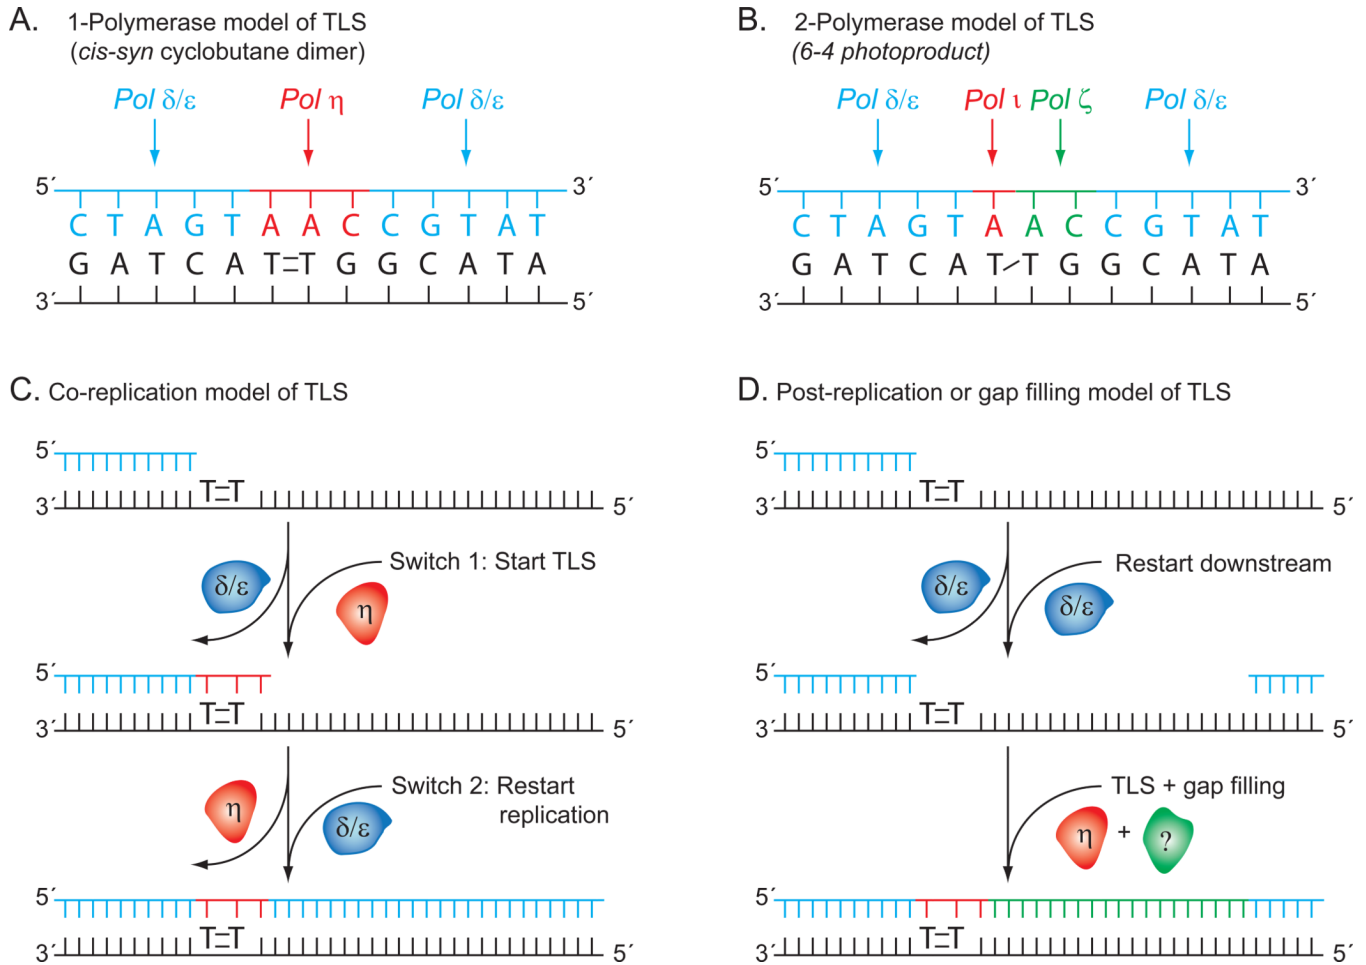 A. 1-Polymerase model of TLS
(cis-syn cyclobutane dimer)
Pol δ/ε Pol η Pol δ/ε
5´ 3´
C T A G T A A C C G T A T
G A T C A T=T G G C A T A
3´ 5´
B. 2-Polymerase model of TLS
(6-4 photoproduct)
Pol δ/ε Pol ι Pol ζ Pol δ/ε
5´ 3´
C T A G T A A C C G T A T
G A T C A T T G G C A T A
3´ 5´
C. Co-replication model of TLS
5´
T=T
3´ 5´
Switch 1: Start TLS
δ/ε
η
5´
T=T
3´ 5´
Switch 2: Restart
replication
η
δ/ε
5´
T=T
3´ 5´
D. Post-replication or gap filling model of TLS
5´
T=T
3´ 5´
Restart downstream
δ/ε
δ/ε
5´
T=T
3´ 5´
TLS + gap filling
η + ?
5´
T=T
3´ 5´